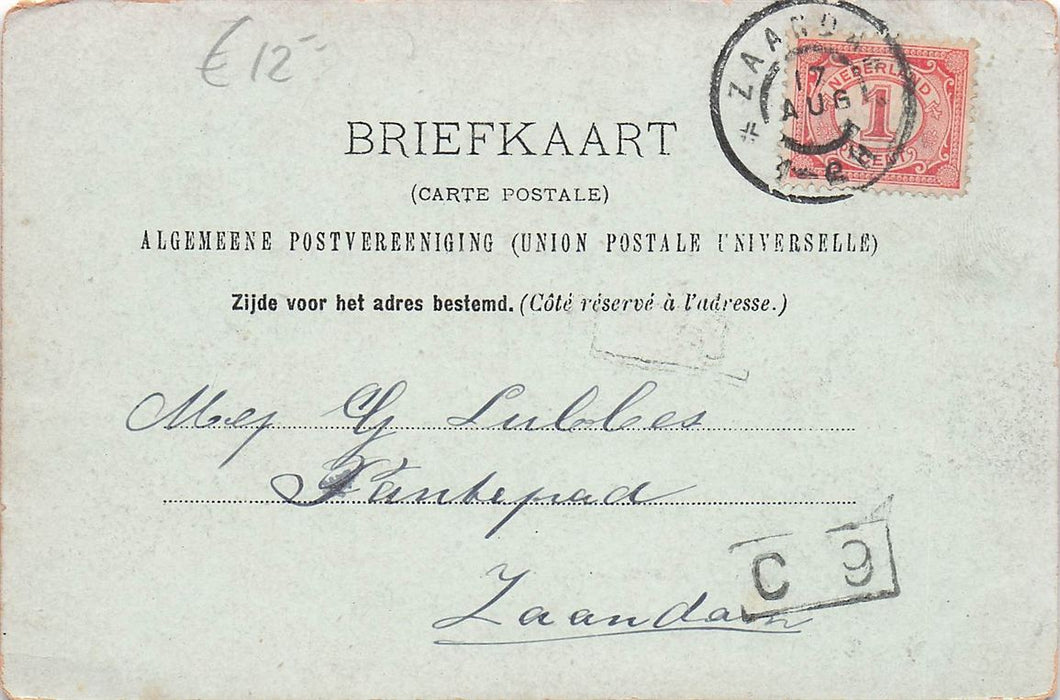 € 12-
ZAANDAM
17
AUG
NEDERLAND
1
CENT
BRIEFKAART
(CARTE POSTALE)
ALGEMEENE POSTVEREENIGING (UNION POSTALE UNIVERSELLE)
Zijde voor het adres bestemd. (Côté réservé à l'adresse.)
Mej G Lubbes
Zaandam
C 9